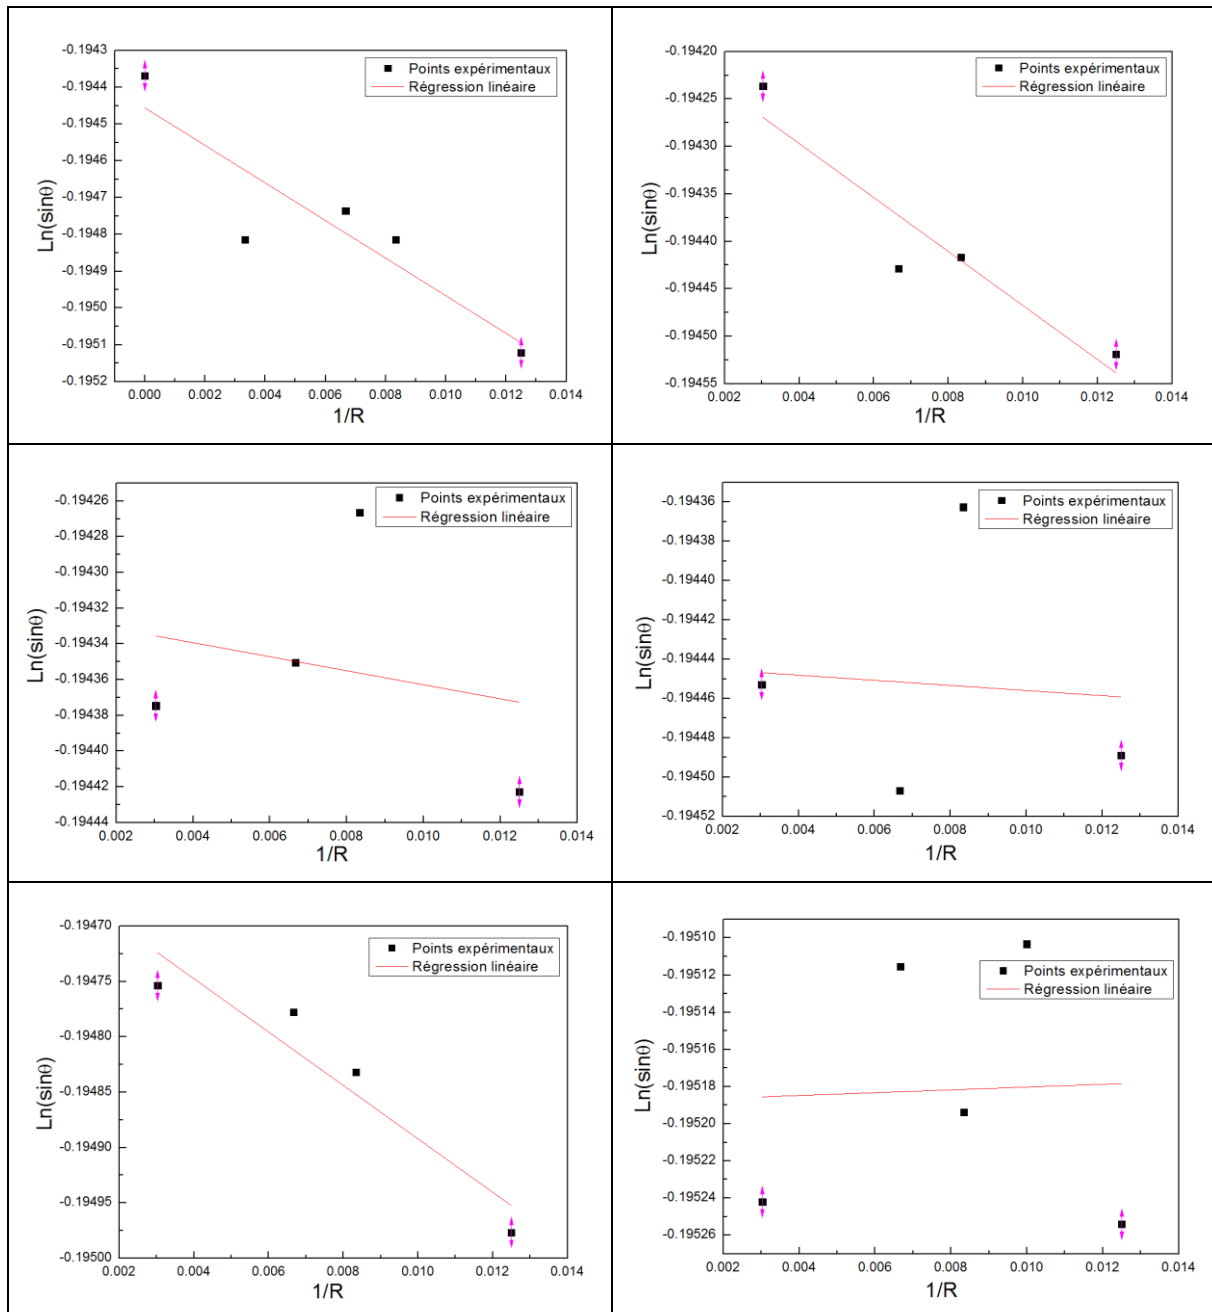 -0.1943
-0.1944
-0.1945
-0.1946
-0.1947
-0.1948
-0.1949
-0.1950
-0.1951
-0.1952
Ln(sinθ)
Points expérimentaux
Régression linéaire
0.000 0.002 0.004 0.006 0.008 0.010 0.012 0.014
1/R
-0.19420
-0.19425
-0.19430
-0.19435
-0.19440
-0.19445
-0.19450
-0.19455
Ln(sinθ)
Points expérimentaux
Régression linéaire
0.002 0.004 0.006 0.008 0.010 0.012 0.014
1/R
-0.19426
-0.19428
-0.19430
-0.19432
-0.19434
-0.19436
-0.19438
-0.19440
-0.19442
-0.19444
Ln(sinθ)
Points expérimentaux
Régression linéaire
0.002 0.004 0.006 0.008 0.010 0.012 0.014
1/R
-0.19436
-0.19438
-0.19440
-0.19442
-0.19444
-0.19446
-0.19448
-0.19450
-0.19452
Ln(sinθ)
Points expérimentaux
Régression linéaire
0.002 0.004 0.006 0.008 0.010 0.012 0.014
1/R
-0.19470
-0.19475
-0.19480
-0.19485
-0.19490
-0.19495
-0.19500
Ln(sinθ)
Points expérimentaux
Régression linéaire
0.002 0.004 0.006 0.008 0.010 0.012 0.014
1/R
-0.19510
-0.19512
-0.19514
-0.19516
-0.19518
-0.19520
-0.19522
-0.19524
-0.19526
Ln(sinθ)
Points expérimentaux
Régression linéaire
0.002 0.004 0.006 0.008 0.010 0.012 0.014
1/R